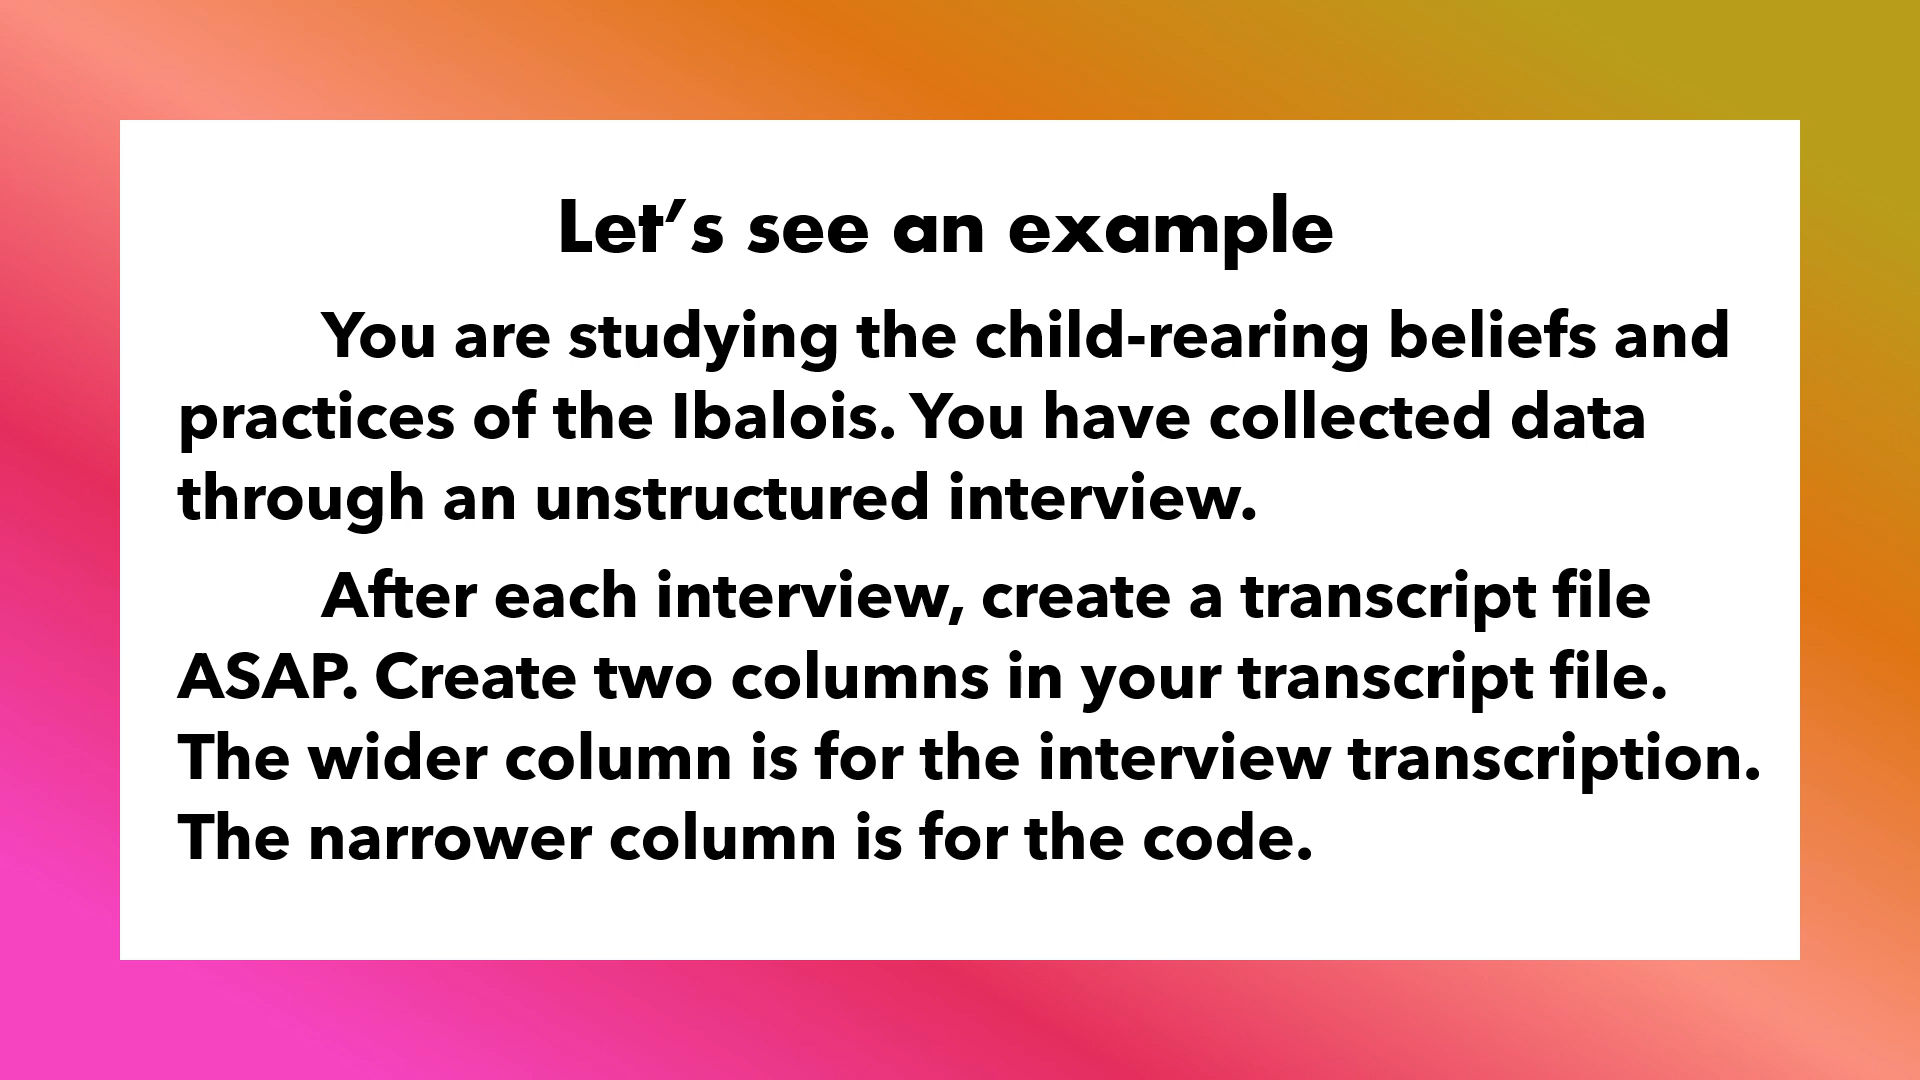 Let’s see an example
You are studying the child-rearing beliefs and
practices of the Ibalois. You have collected data
through an unstructured interview.
After each interview, create a transcript file
ASAP. Create two columns in your transcript file.
The wider column is for the interview transcription.
The narrower column is for the code.